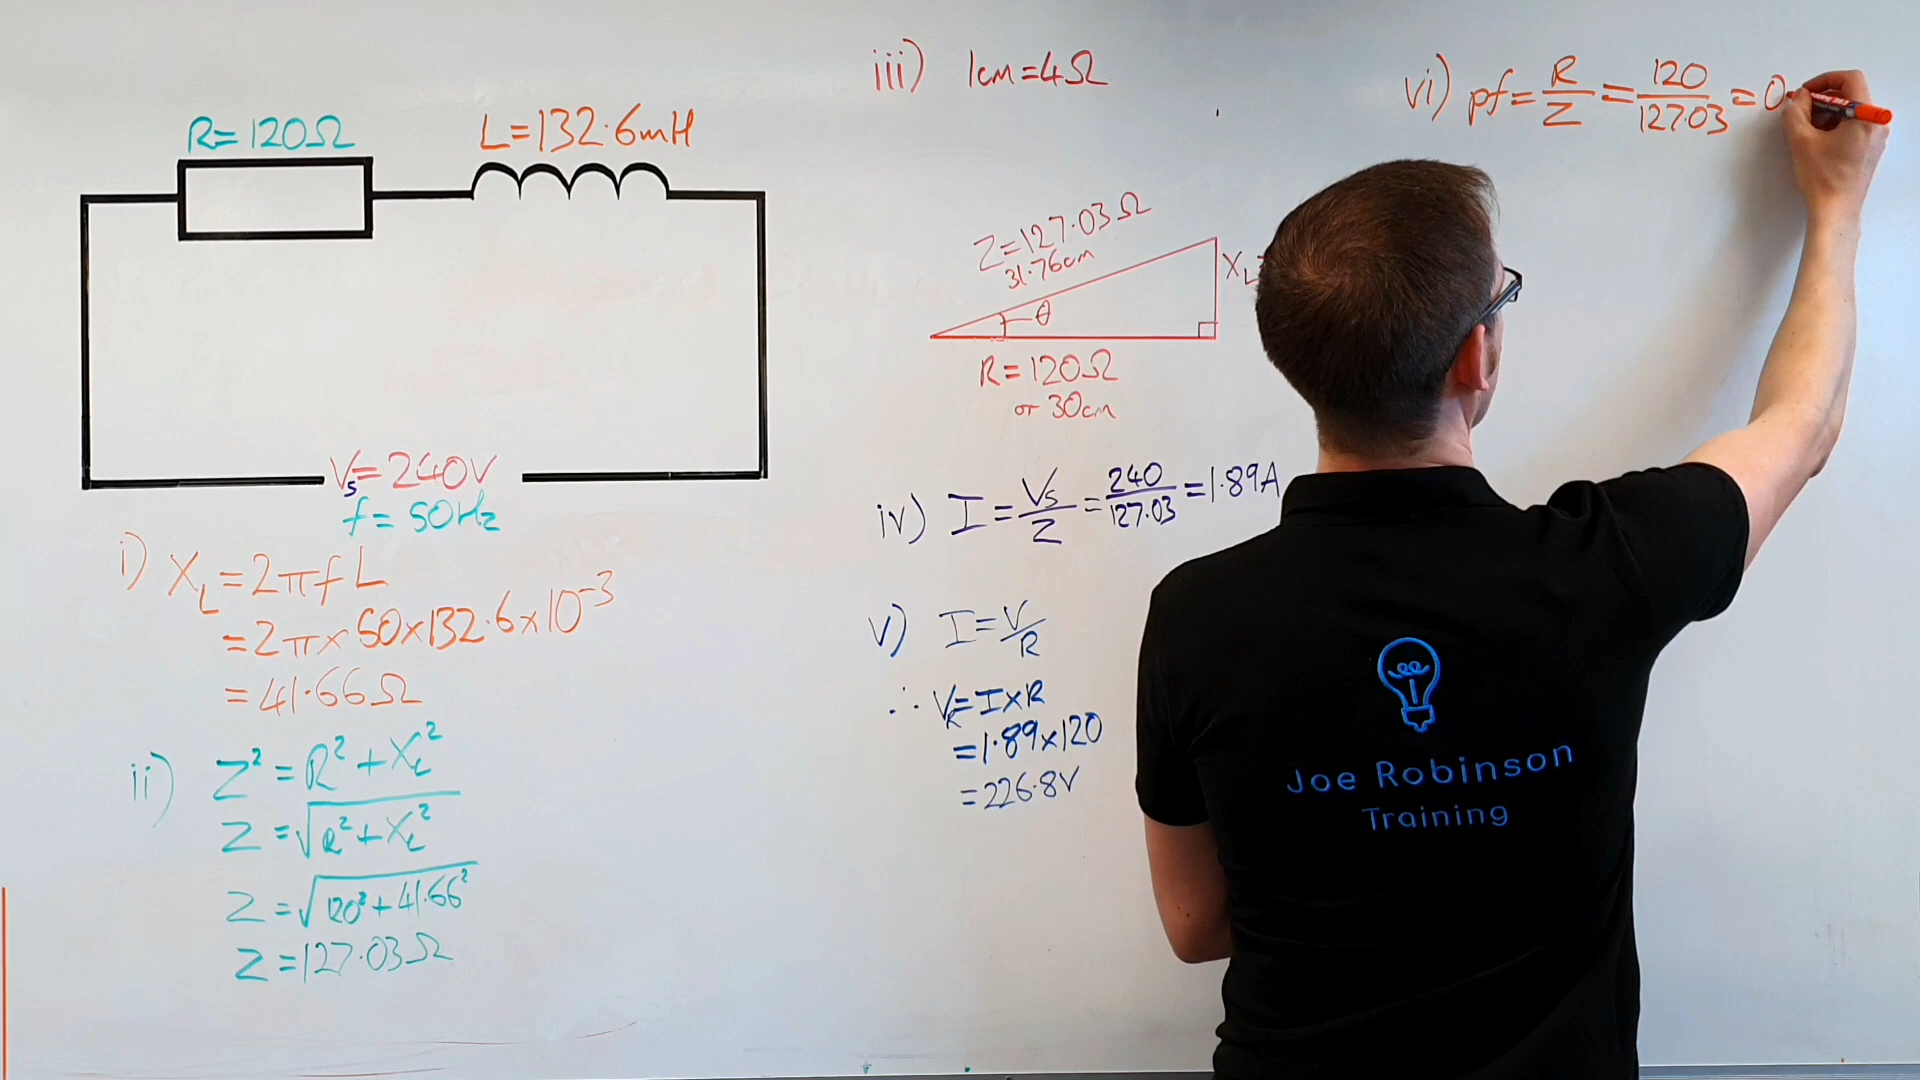 R=120Ω
L=132.6mH
Vs=240V
f=50Hz
i) XL=2πfL
=2π×50×132.6×10⁻³
=41.66Ω
ii) Z²=R²+XL²
Z=√R²+XL²
Z=√120²+41.66²
Z=127.03Ω
iii) 1cm=4Ω
Z=127.03Ω
31.76cm
XL
θ
R=120Ω
or 30cm
iv) I=Vs/Z=240/127.03=1.89A
v) I=V/R
∴ VR=I×R
=1.89×120
=226.8V
vi) pf=R/Z=120/127.03=0.
Joe Robinson
Training